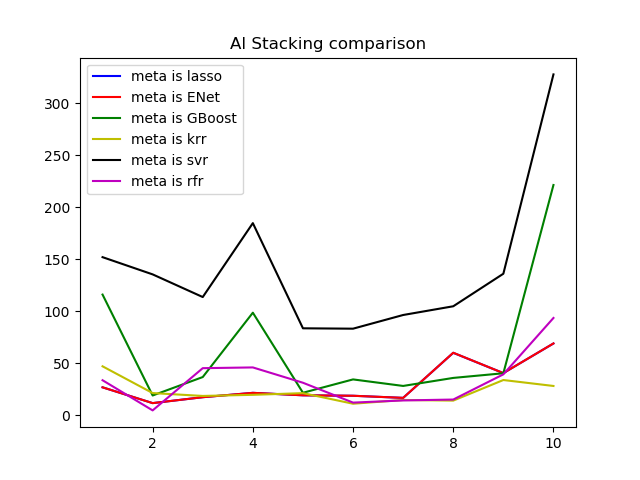 Al Stacking comparison
meta is lasso
meta is ENet
meta is GBoost
meta is krr
meta is svr
meta is rfr
300
250
200
150
100
50
0
2
4
6
8
10